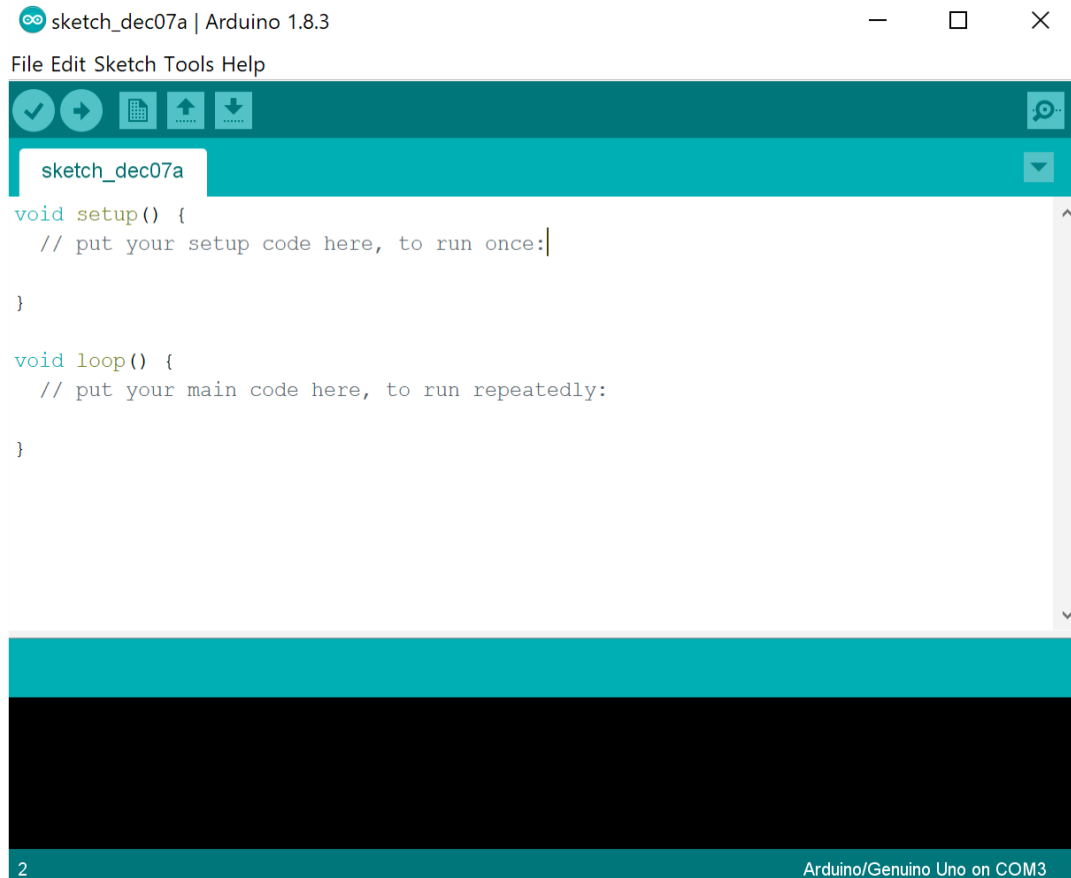 sketch_dec07a | Arduino 1.8.3
File Edit Sketch Tools Help
sketch_dec07a
void setup() {
  // put your setup code here, to run once:
}
void loop() {
  // put your main code here, to run repeatedly:
}
2 Arduino/Genuino Uno on COM3